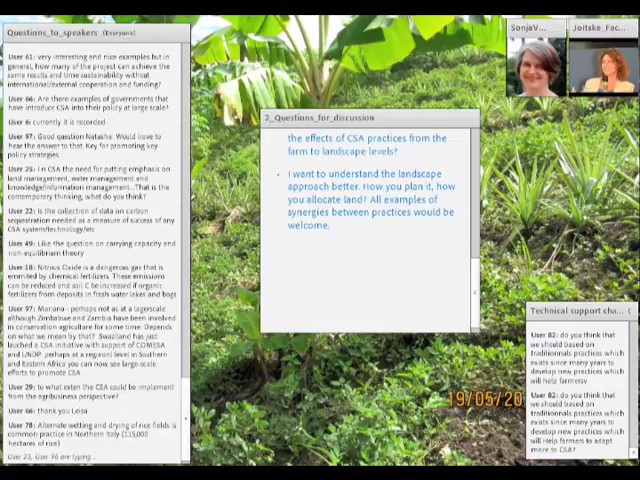 Questions_to_speakers (Everyone)
User 61: very interesting and nice examples but in
general, how many of the project can achieve the
same results and time sustainability without
international/external cooperation and funding?
User 66: Are there examples of governments that
have introduce CSA into their policy at large scale?
User 6: currently it is recorded
User 97: Good question Natasha. Would llove to
hear the answer to that. Key for promoting key
policy strategies
User 25: in CSA the need for putting emphasis on
land management, water management and
knowledge/information management...That is the
contemporary thinking, what do you think?
User 22: Is the collection of data on carbon
sequestration needed as a measure of success of any
CSA system/technology/etc
User 49: Like the question on carrying capacity and
non-equilibrium theory
User 18: Nitrous Oxide is a dangerous gas that is
emmited by chemical fertilizers. These emissions
can be reduced and soil C be increased if organic
fertilizers from deposits in fresh water lakes and bogs
User 97: Mariana - perhaps not as at a lagerscale
although Zimbabwe and Zambia have been involved
in conservation agriculture for some time. Depends
on what we mean by that? Swaziland has just
lauched a CSA initiative with support of COMESA
and UNDP. perhaps at a regioanl level in Southern
and Eastern Africa you can now see large-scale
efforts to promote CSA
User 29: to what exten the CSA could be implement
from the agribusiness perspective?
User 66: thank you Leisa
User 78: Alternate wetting and drying of rice fields is
common practice in Northern Italy (115,000
hectares of rice)
User 25, User 96 are typing...
2_Questions_for_discussion
the effects of CSA practices from the
farm to landscape levels?
- I want to understand the landscape
approach better. How you plan it, how
you allocate land? All examples of
synergies between practices would be
welcome.
SonjaV...
Joitske_Fac...
Technical support cha... (
User 82: do you think that
we should based on
traditionnals practices which
exists since many years to
develop new practices which
will help farmers
User 82: do you think that
we should based on
traditionnals practices which
exists since many years to
develop new practices which
will Help farmers to adapt
more to CSA?
19/05/20